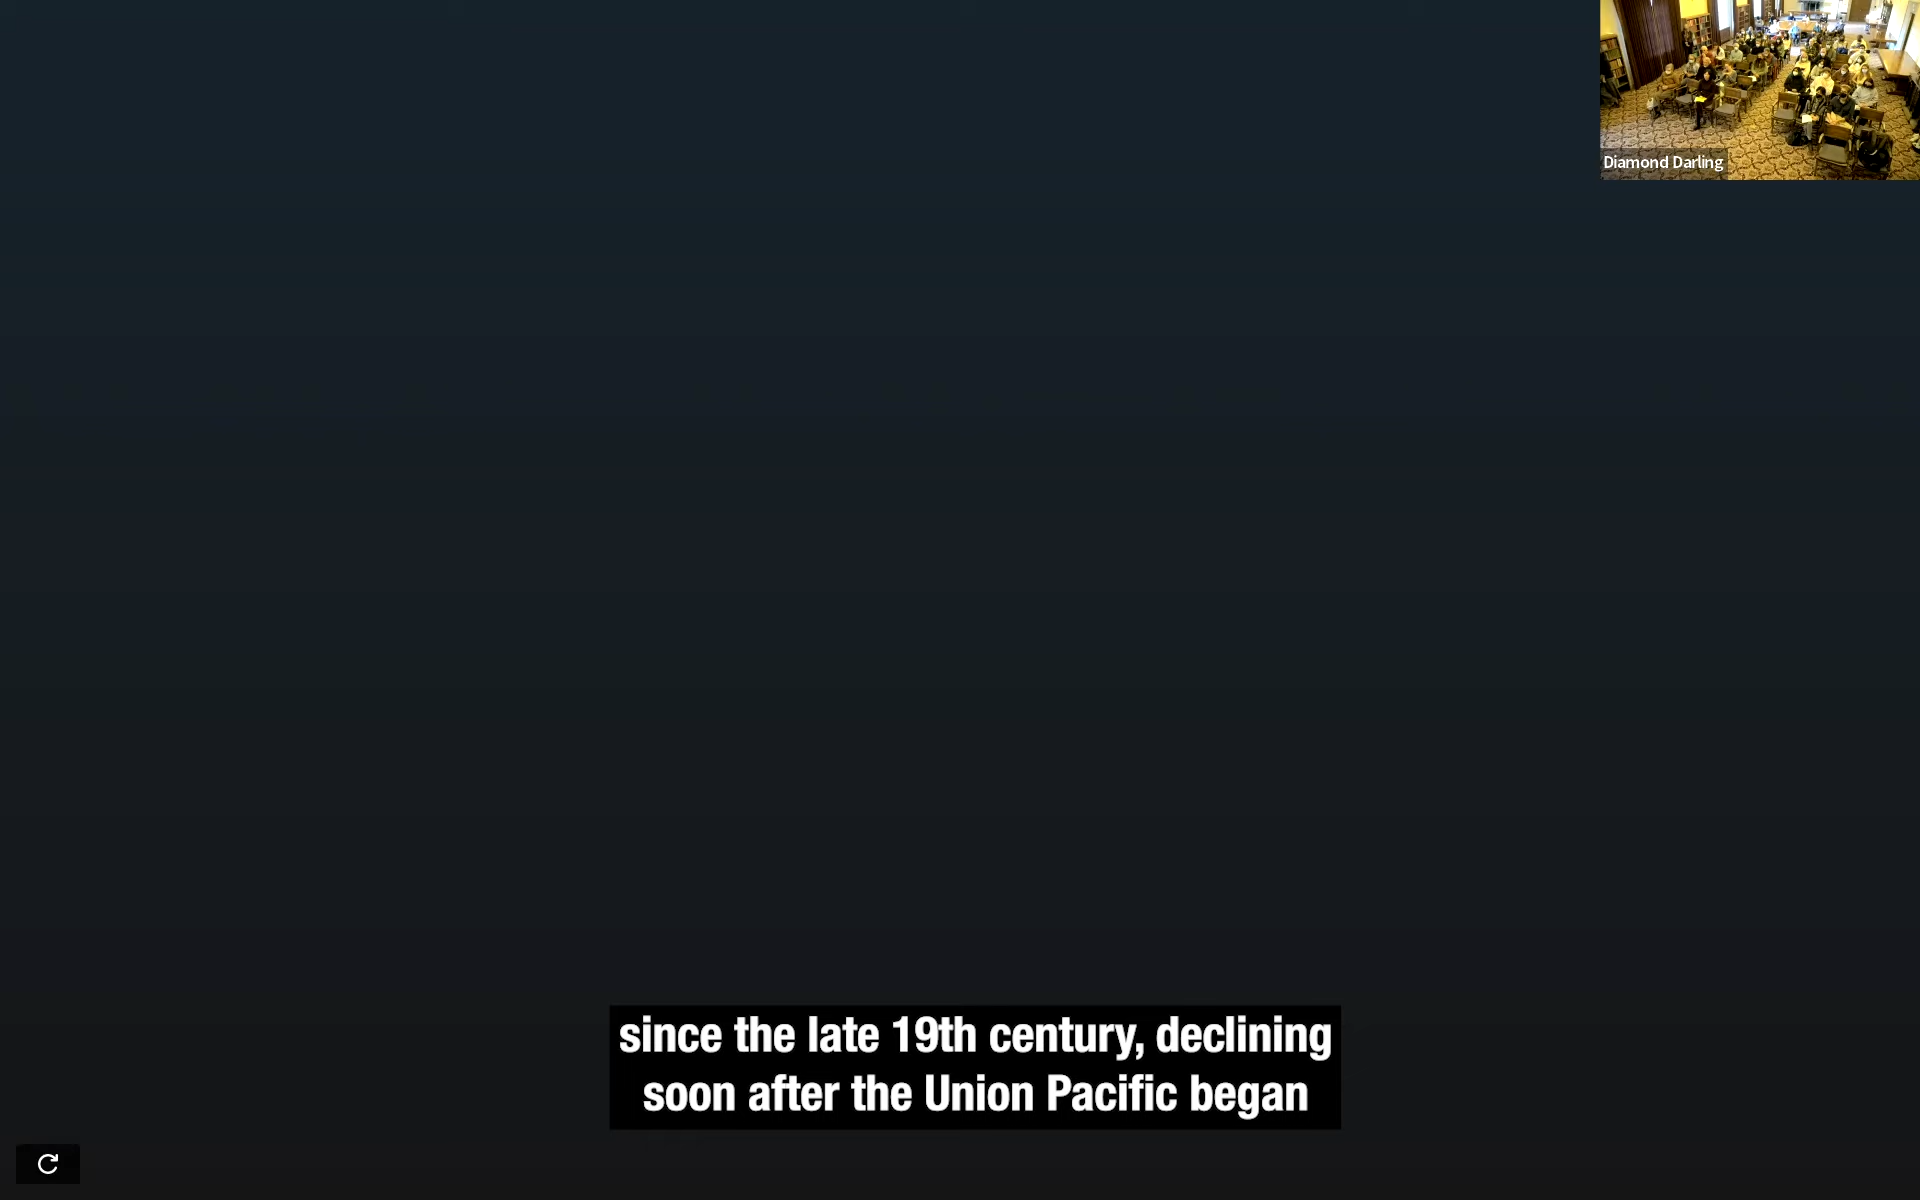 Diamond Darling
since the late 19th century, declining
soon after the Union Pacific began